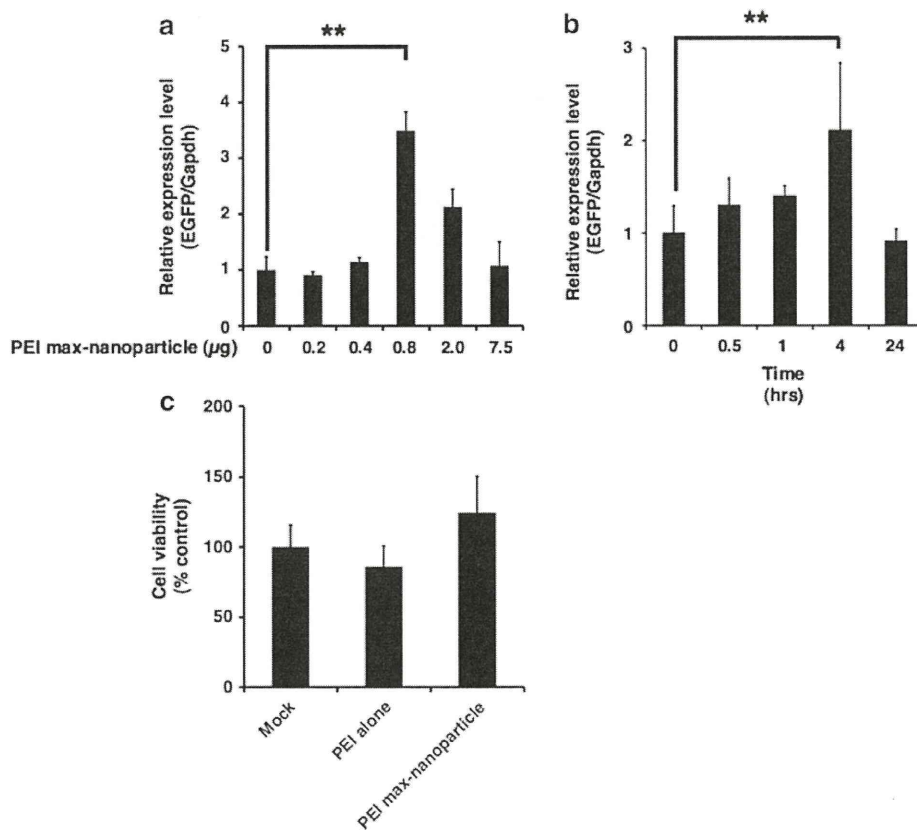 a
**
Relative expression level
(EGFP/Gapdh)
5
4
3
2
1
0
PEI max-nanoparticle (µg) 0 0.2 0.4 0.8 2.0 7.5
b
**
Relative expression level
(EGFP/Gapdh)
3
2
1
0
0 0.5 1 4 24
Time
(hrs)
c
Cell viability
(% control)
200
150
100
50
0
Mock
PEI alone
PEI max-nanoparticle